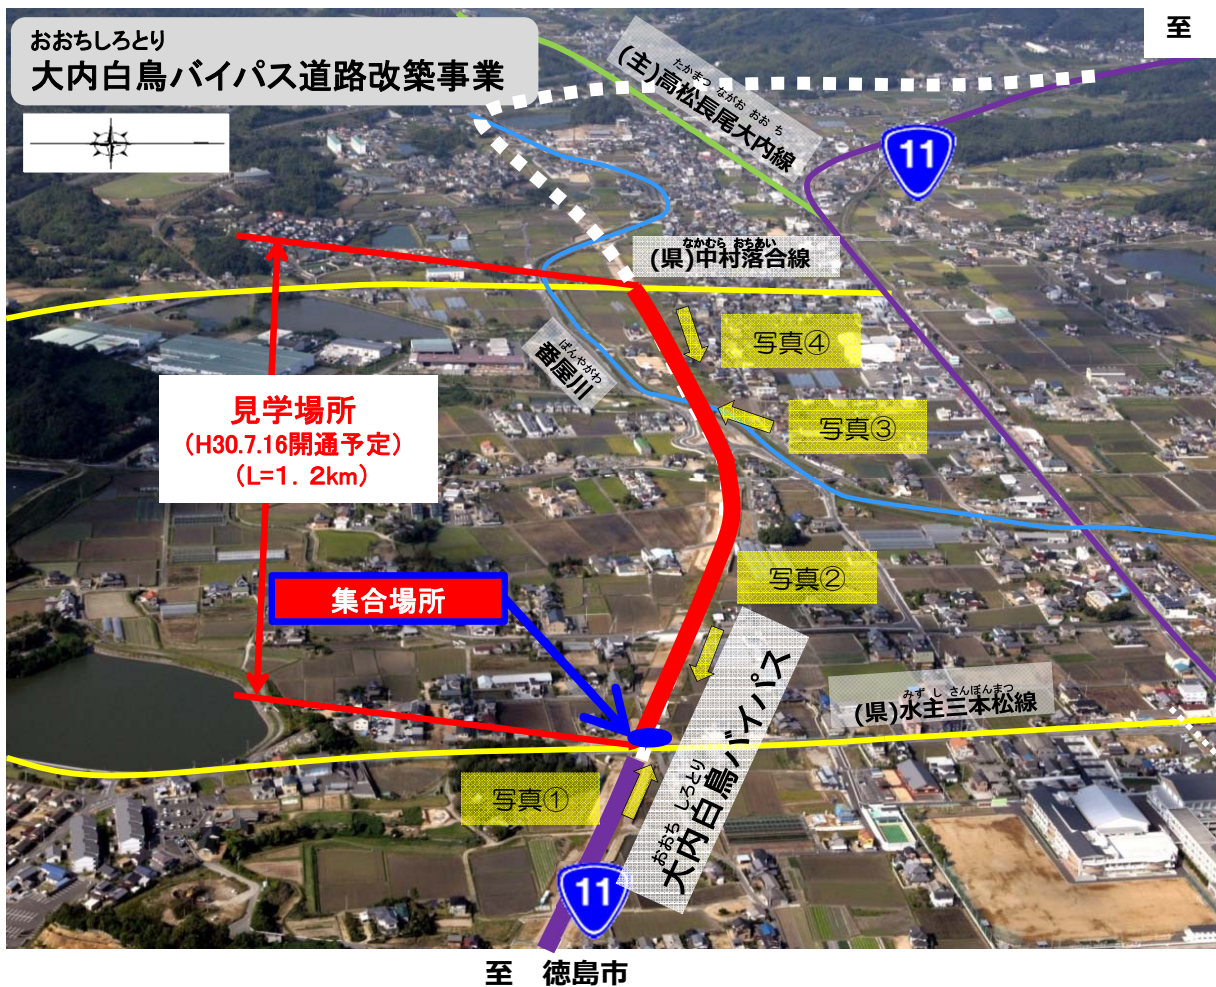 おおちしろとり
大内白鳥バイパス道路改築事業
至
たかまつ ながお おおち
(主)高松長尾大内線
11
なかむら おちあい
(県)中村落合線
写真④
ばんやがわ
番屋川
写真③
見学場所
(H30.7.16開通予定)
(L=1.2km)
写真②
集合場所
みずし さんぼんまつ
(県)水主三本松線
おおち しろとり
大内白鳥バイパス
写真①
11
至 徳島市